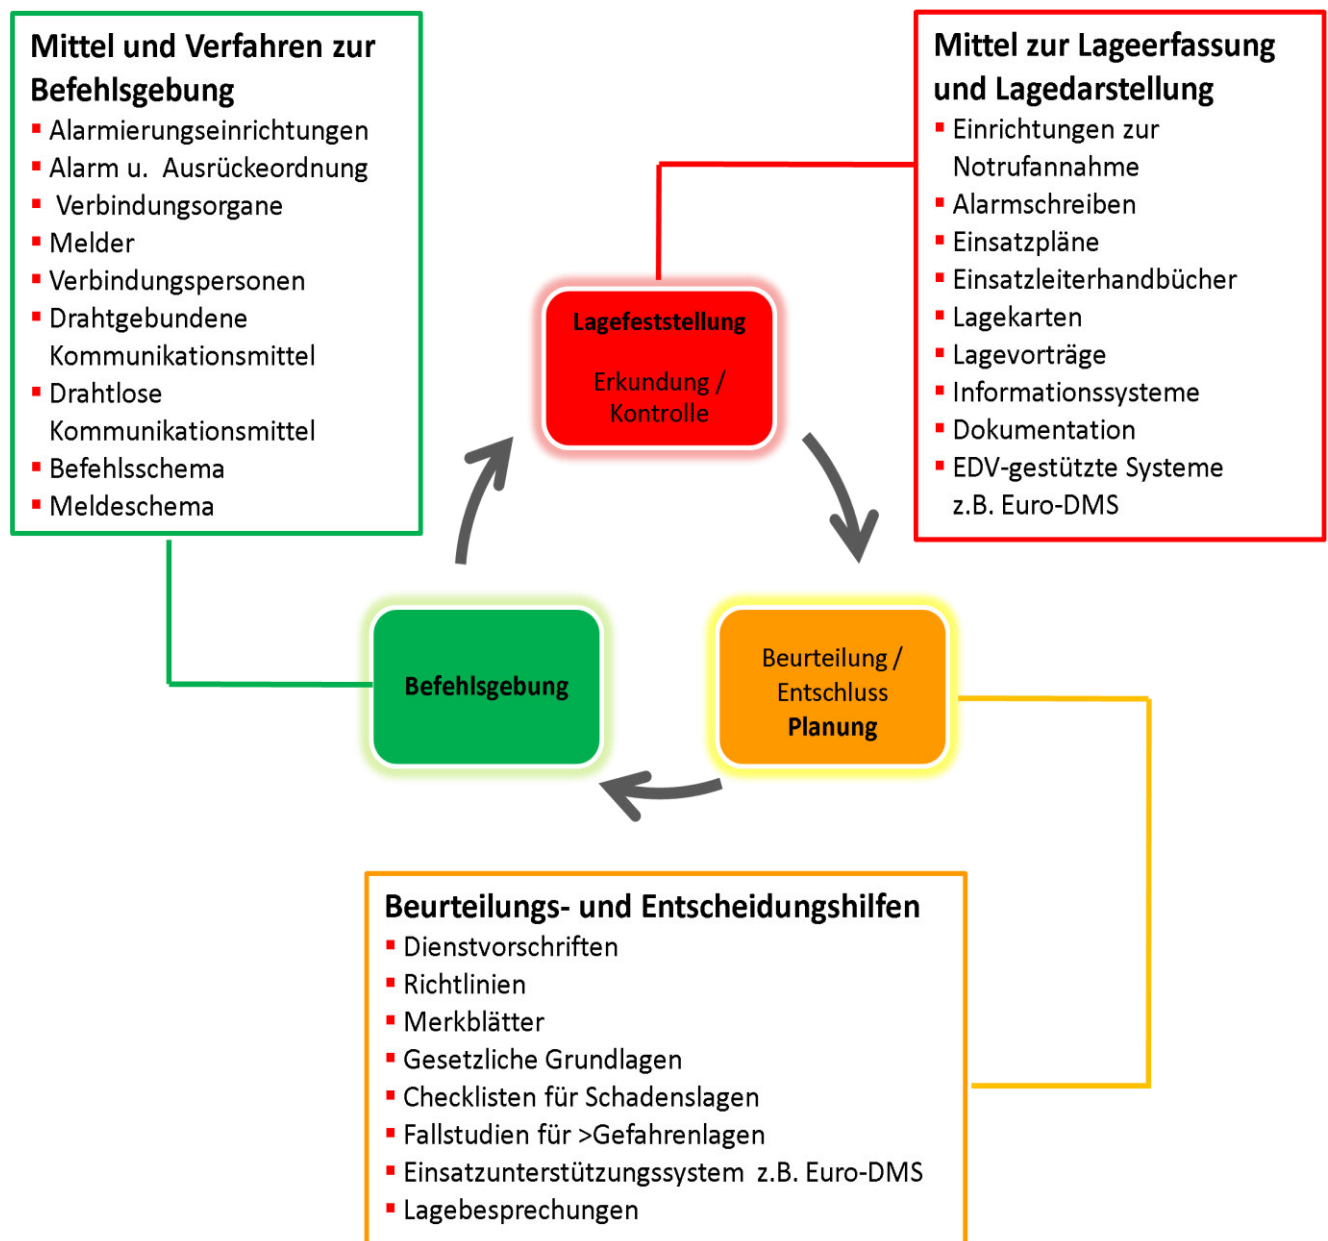 Mittel und Verfahren zur
Befehlsgebung
▪ Alarmierungseinrichtungen
▪ Alarm u. Ausrückeordnung
▪ Verbindungsorgane
▪ Melder
▪ Verbindungspersonen
▪ Drahtgebundene
Kommunikationsmittel
▪ Drahtlose
Kommunikationsmittel
▪ Befehlsschema
▪ Meldeschema
Mittel zur Lageerfassung
und Lagedarstellung
▪ Einrichtungen zur
Notrufannahme
▪ Alarmschreiben
▪ Einsatzpläne
▪ Einsatzleiterhandbücher
▪ Lagekarten
▪ Lagevorträge
▪ Informationssysteme
▪ Dokumentation
▪ EDV-gestützte Systeme
z.B. Euro-DMS
Lagefeststellung
Erkundung /
Kontrolle
Befehlsgebung
Beurteilung /
Entschluss
Planung
Beurteilungs- und Entscheidungshilfen
▪ Dienstvorschriften
▪ Richtlinien
▪ Merkblätter
▪ Gesetzliche Grundlagen
▪ Checklisten für Schadenslagen
▪ Fallstudien für >Gefahrenlagen
▪ Einsatzunterstützungssystem z.B. Euro-DMS
▪ Lagebesprechungen